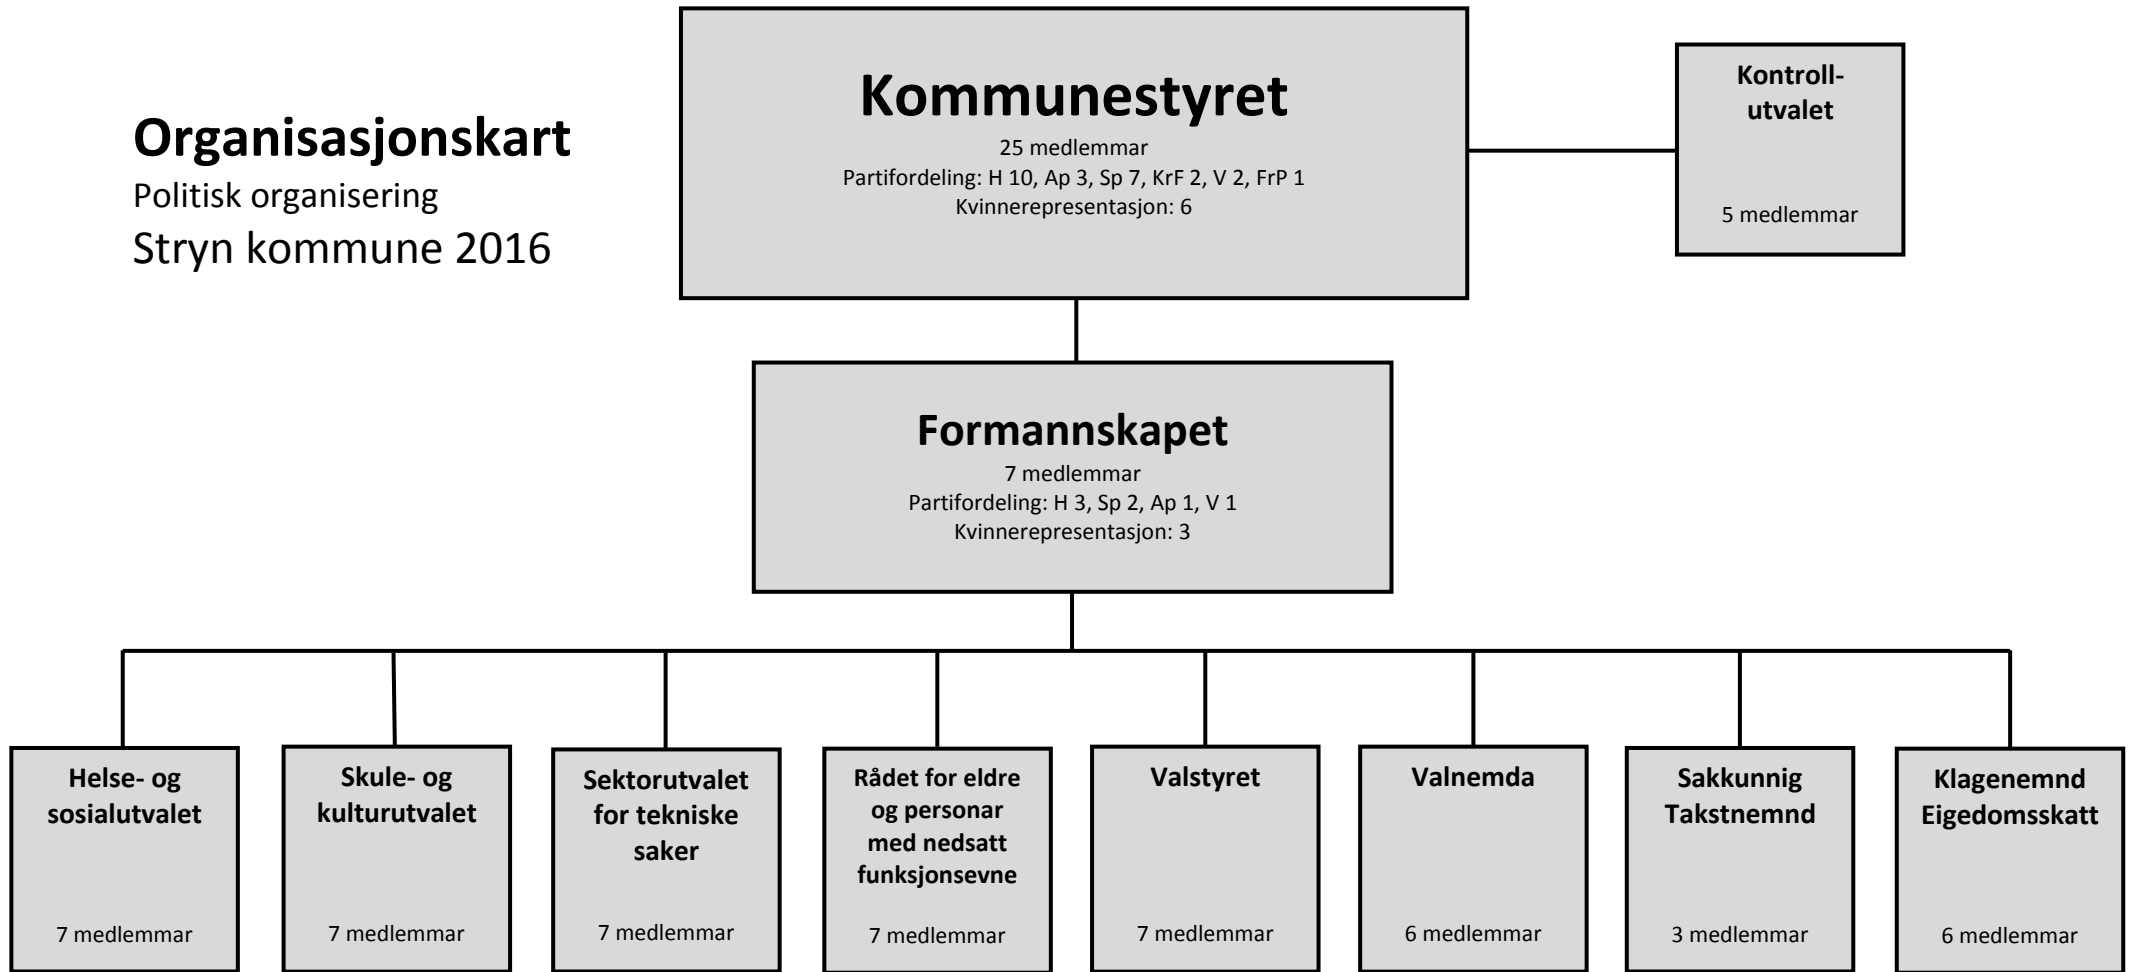 Organisasjonskart
Politisk organisering
Stryn kommune 2016
Kommunestyret
25 medlemmar
Partifordeling: H 10, Ap 3, Sp 7, KrF 2, V 2, FrP 1
Kvinnerepresentasjon: 6
Kontroll-
utvalet
5 medlemmar
Formannskapet
7 medlemmar
Partifordeling: H 3, Sp 2, Ap 1, V 1
Kvinnerepresentasjon: 3
Helse- og
sosialutvalet
7 medlemmar
Skule- og
kulturutvalet
7 medlemmar
Sektorutvalet
for tekniske
saker
7 medlemmar
Rådet for eldre
og personar
med nedsatt
funksjonsevne
7 medlemmar
Valstyret
7 medlemmar
Valnemda
6 medlemmar
Sakkunnig
Takstnemnd
3 medlemmar
Klagenemnd
Eigedomsskatt
6 medlemmar